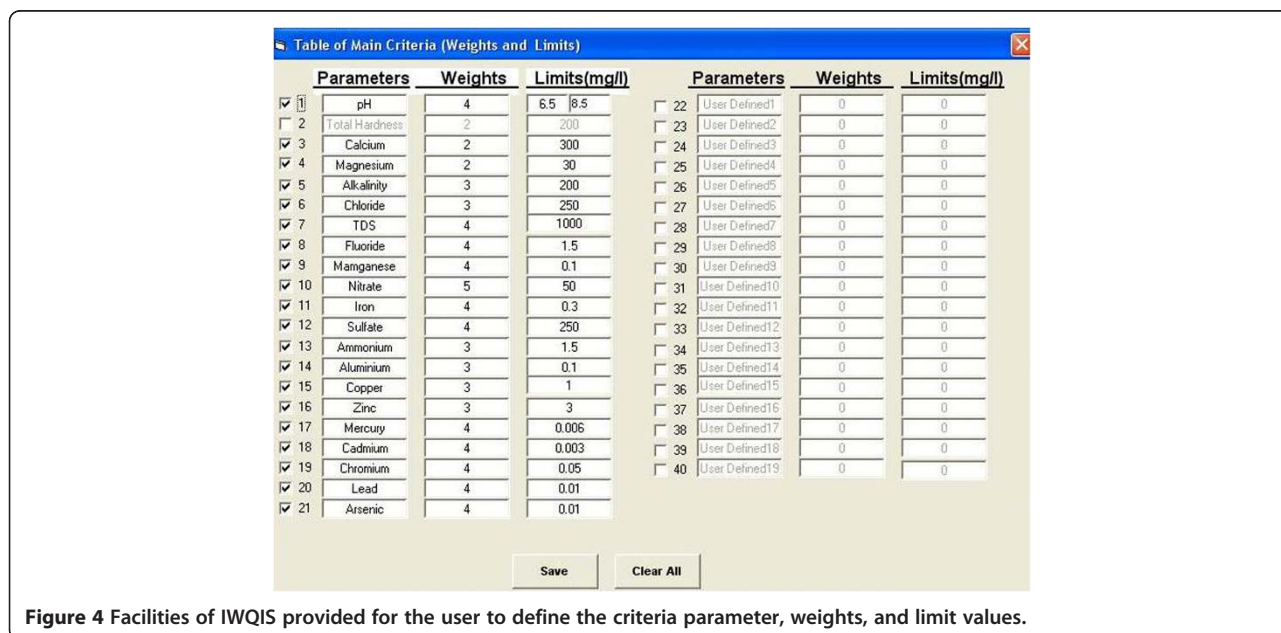 Table of Main Criteria (Weights and Limits)
Parameters Weights Limits(mg/l) Parameters Weights Limits(mg/l)
1 pH 4 6.5 8.5 22 User Defined1 0 0
2 Total Hardness 2 200 23 User Defined2 0 0
3 Calcium 2 300 24 User Defined3 0 0
4 Magnesium 2 30 25 User Defined4 0 0
5 Alkalinity 3 200 26 User Defined5 0 0
6 Chloride 3 250 27 User Defined6 0 0
7 TDS 4 1000 28 User Defined7 0 0
8 Fluoride 4 1.5 29 User Defined8 0 0
9 Mamganese 4 0.1 30 User Defined9 0 0
10 Nitrate 5 50 31 User Defined10 0 0
11 Iron 4 0.3 32 User Defined11 0 0
12 Sulfate 4 250 33 User Defined12 0 0
13 Ammonium 3 1.5 34 User Defined13 0 0
14 Aluminium 3 0.1 35 User Defined14 0 0
15 Copper 3 1 36 User Defined15 0 0
16 Zinc 3 3 37 User Defined16 0 0
17 Mercury 4 0.006 38 User Defined17 0 0
18 Cadmium 4 0.003 39 User Defined18 0 0
19 Chromium 4 0.05 40 User Defined19 0 0
20 Lead 4 0.01
21 Arsenic 4 0.01
Save Clear All
Figure 4 Facilities of IWQIS provided for the user to define the criteria parameter, weights, and limit values.